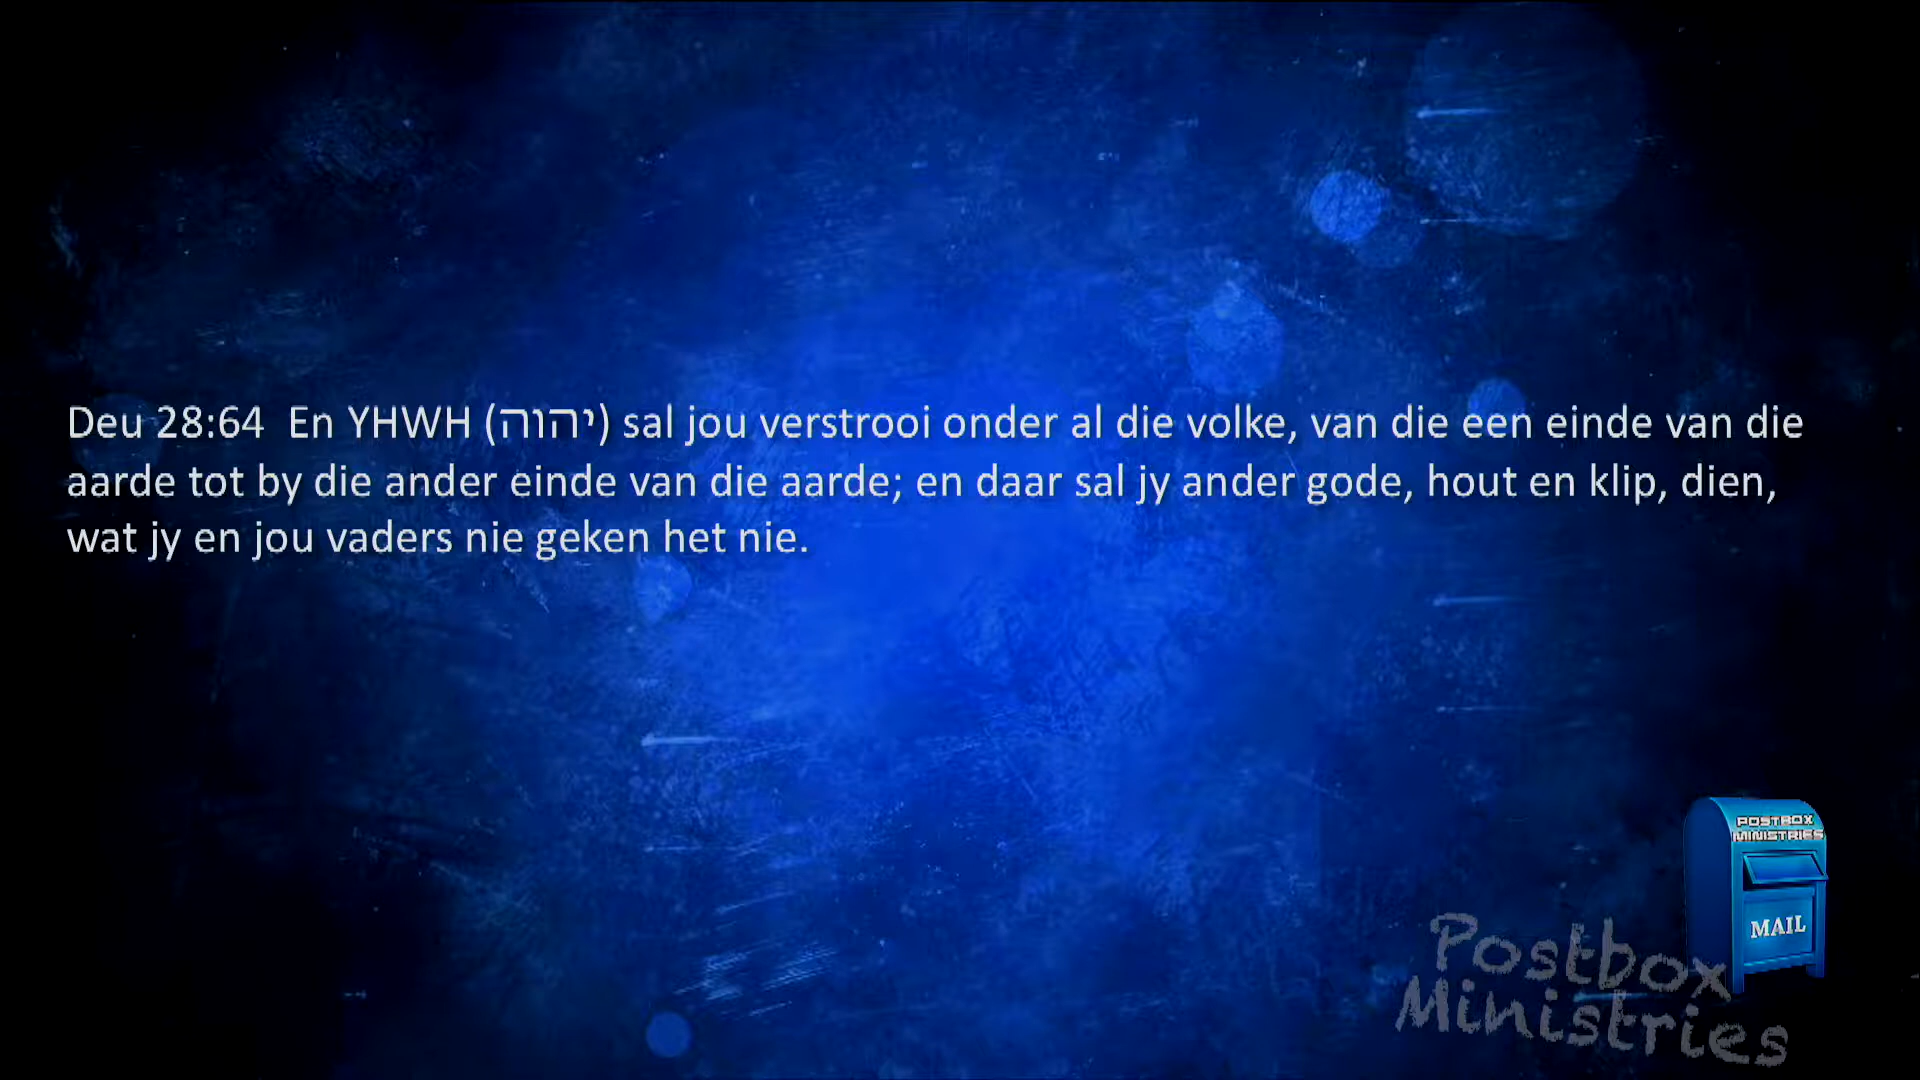 Deu 28:64  En YHWH (יהוה) sal jou verstrooi onder al die volke, van die een einde van die
aarde tot by die ander einde van die aarde; en daar sal jy ander gode, hout en klip, dien,
wat jy en jou vaders nie geken het nie.
POSTBOX
MINISTRIES
MAIL
Postbox
Ministries